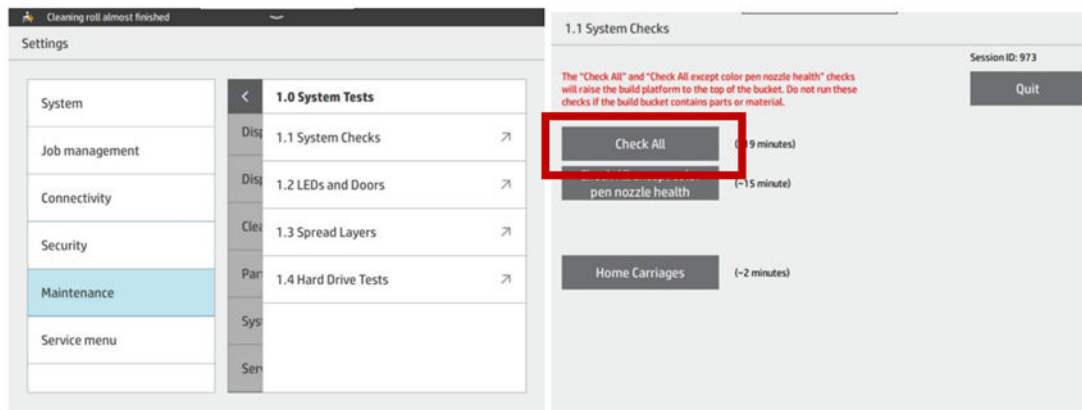 Cleaning roll almost finished
Settings
System
Job management
Connectivity
Security
Maintenance
Service menu
1.0 System Tests
1.1 System Checks
1.2 LEDs and Doors
1.3 Spread Layers
1.4 Hard Drive Tests
1.1 System Checks
Session ID: 973
The "Check All" and "Check All except color pen nozzle health" checks
will raise the build platform to the top of the bucket. Do not run these
checks if the build bucket contains parts or material.
Quit
Check All
19 minutes)
pen nozzle health
(~15 minute)
Home Carriages
(~2 minutes)